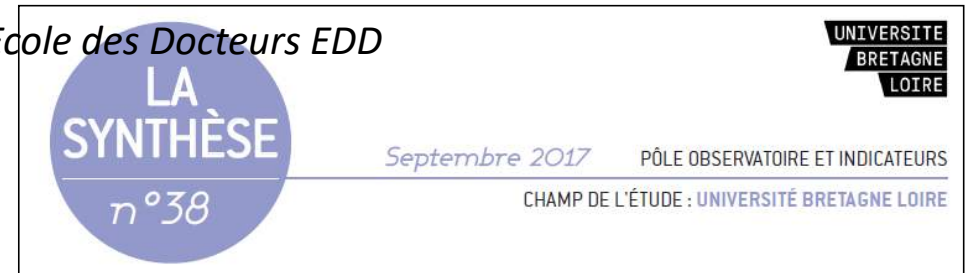 Ecole des Docteurs EDD
LA
SYNTHÈSE
n°38
UNIVERSITE
BRETAGNE
LOIRE
Septembre 2017 PÔLE OBSERVATOIRE ET INDICATEURS
CHAMP DE L'ÉTUDE : UNIVERSITÉ BRETAGNE LOIRE